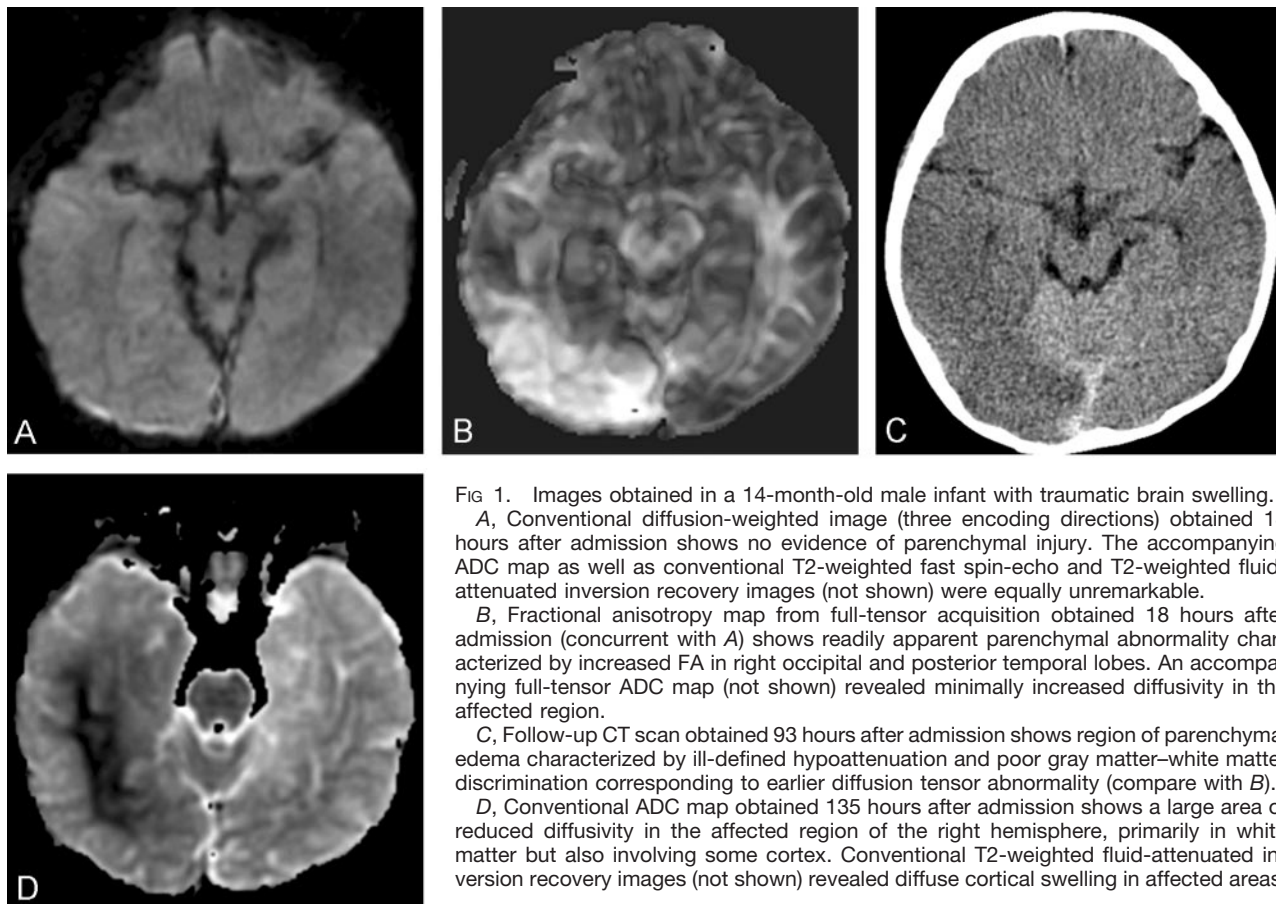 A
B
C
D
FIG 1. Images obtained in a 14-month-old male infant with traumatic brain swelling.
A, Conventional diffusion-weighted image (three encoding directions) obtained 1
hours after admission shows no evidence of parenchymal injury. The accompanyin
ADC map as well as conventional T2-weighted fast spin-echo and T2-weighted fluid
attenuated inversion recovery images (not shown) were equally unremarkable.
B, Fractional anisotropy map from full-tensor acquisition obtained 18 hours afte
admission (concurrent with A) shows readily apparent parenchymal abnormality char
acterized by increased FA in right occipital and posterior temporal lobes. An accompa
nying full-tensor ADC map (not shown) revealed minimally increased diffusivity in th
affected region.
C, Follow-up CT scan obtained 93 hours after admission shows region of parenchyma
edema characterized by ill-defined hypoattenuation and poor gray matter–white matte
discrimination corresponding to earlier diffusion tensor abnormality (compare with B).
D, Conventional ADC map obtained 135 hours after admission shows a large area o
reduced diffusivity in the affected region of the right hemisphere, primarily in whit
matter but also involving some cortex. Conventional T2-weighted fluid-attenuated in
version recovery images (not shown) revealed diffuse cortical swelling in affected areas